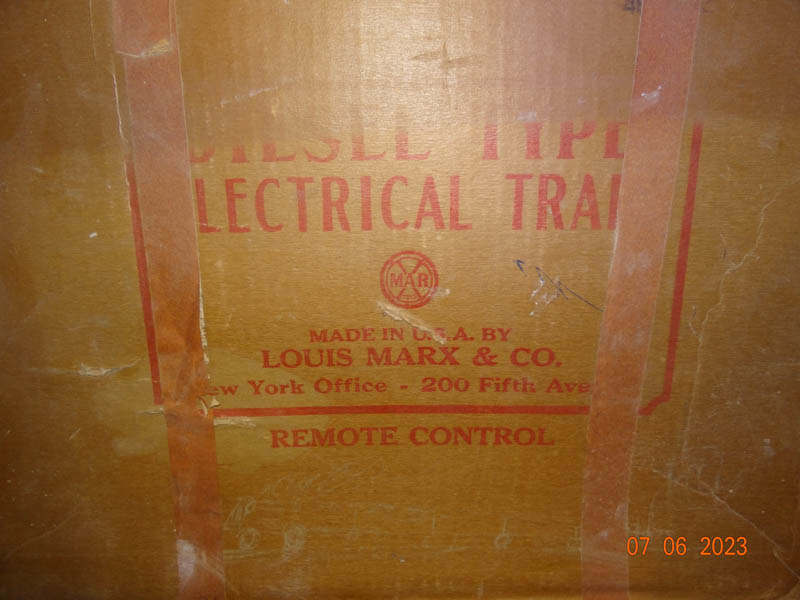 DIESEL TYPE
LECTRICAL TRAI
MAR
MADE IN U.S.A. BY
LOUIS MARX & CO.
ew York Office - 200 Fifth Ave
REMOTE CONTROL
07 06 2023